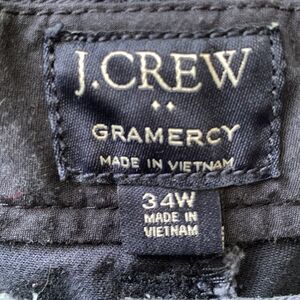 J.CREW
GRAMERCY
MADE IN VIETNAM
34W
MADE IN
VIETNAM